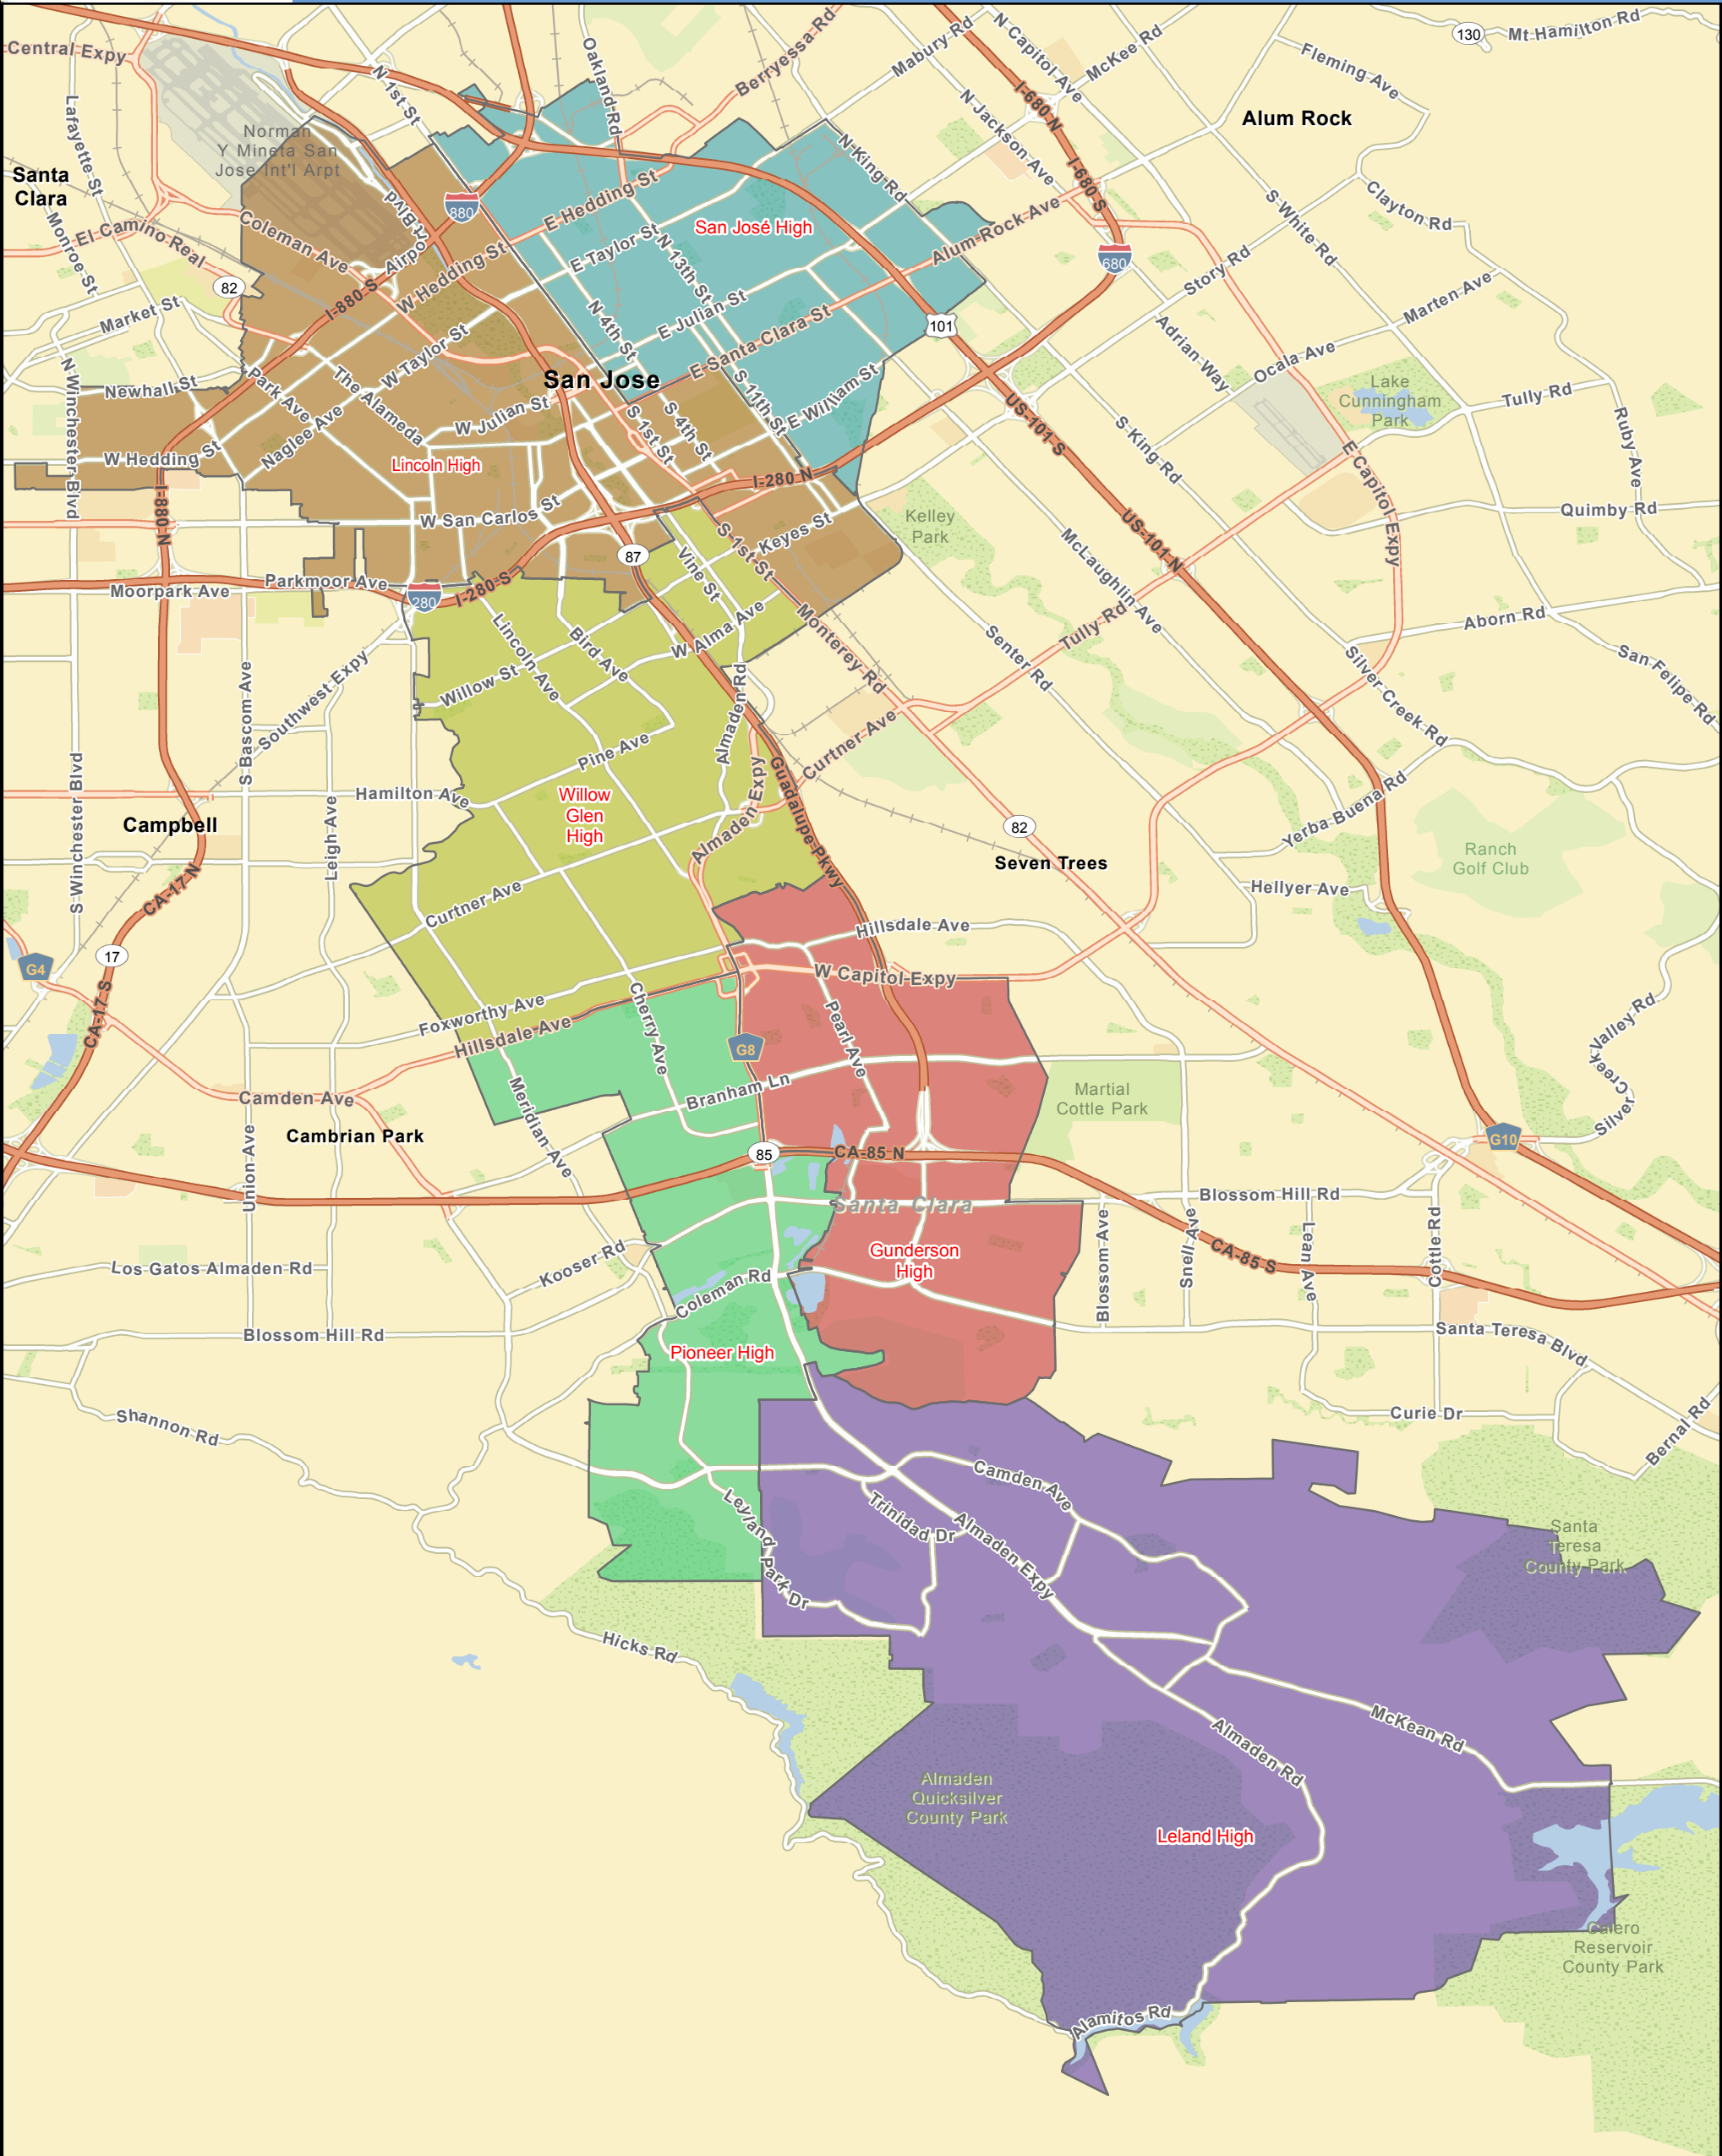 Central Expy
N 1st St
Oakland Rd
Berryessa Rd
Mabury Rd
N Capitol Ave
McKee Rd
130
Mt Hamilton Rd
Fleming Ave
Lafayette St
Norman
Y Mineta San
Jose Int'l Arpt
N Jackson Ave
I-680 N
Alum Rock
Santa
Clara
Monroe St
El Camino Real
Coleman Ave
Airport Blvd
880
E Hedding St
San José High
N King Rd
I-680 S
S White Rd
Clayton Rd
82
Market St
I-880 S
W Hedding St
E Taylor St
N 13th St
Alum Rock Ave
680
Story Rd
Marten Ave
N Winchester Blvd
Newhall St
Park Ave
The Alameda
W Taylor St
N 4th St
E Julian St
E Santa Clara St
101
Adrian Way
Ocala Ave
San Jose
Naglee Ave
W Julian St
S 1st St
S 4th St
S 11th St
E William St
US-101 S
S King Rd
Lake
Cunningham
Park
Tully Rd
Ruby Ave
W Hedding St
Lincoln High
I-880 N
W San Carlos St
I-280 N
E Capitol Expy
Quimby Rd
Kelley
Park
US-101 N
S 1st St
Keyes St
87
Vine St
McLaughlin Ave
Parkmoor Ave
Moorpark Ave
280
I-280-S
Lincoln Ave
Bird Ave
W Alma Ave
Monterey Rd
Senter Rd
Tully Rd
Aborn Rd
San Felipe Rd
Silver Creek Rd
Southwest Expy
S Bascom Ave
Willow St
Almaden Rd
Curtner Ave
Pine Ave
S Winchester Blvd
Hamilton Ave
Leigh Ave
Campbell
Willow
Glen
High
Almaden Expy
Guadalupe Pkwy
82
Seven Trees
Yerba Buena Rd
Ranch
Golf Club
CA-17 N
Curtner Ave
Hellyer Ave
Hillsdale Ave
17
G4
W Capitol Expy
CA-17 S
Foxworthy Ave
Hillsdale Ave
Cherry Ave
Pearl Ave
G8
Silver Creek Valley Rd
Camden Ave
Meridian Ave
Branham Ln
Martial
Cottle Park
Cambrian Park
G10
85
CA-85 N
Union Ave
Santa Clara
Blossom Hill Rd
Blossom Ave
Snell Ave
CA-85 S
Lean Ave
Cottle Rd
Kooser Rd
Los Gatos Almaden Rd
Gunderson
High
Coleman Rd
Blossom Hill Rd
Santa Teresa Blvd
Pioneer High
Shannon Rd
Curie Dr
Bernal Rd
Camden Ave
Leyland Park Dr
Trinidad Dr
Almaden Expy
Santa
Teresa
County Park
Hicks Rd
McKean Rd
Almaden Rd
Almaden
Quicksilver
County Park
Leland High
Calero
Reservoir
County Park
Alamitos Rd